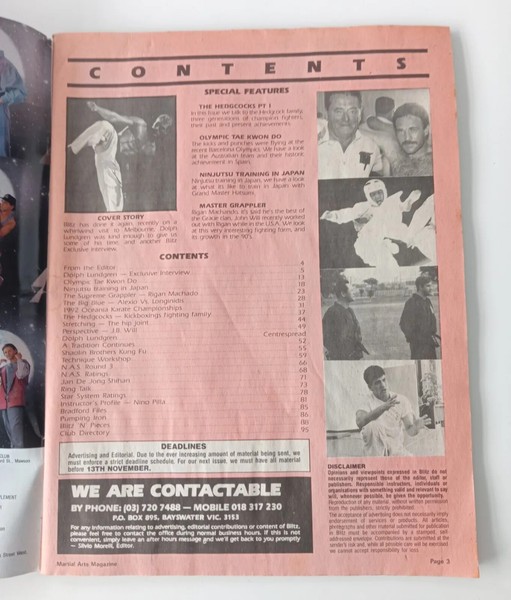 CONTENTS
SPECIAL FEATURES
THE HEDGCOCKS PT I
In this issue we talk to the Hedgcock family,
three generations of champion fighters,
their past and present achievements.
OLYMPIC TAE KWON DO
The kicks and punches were flying at the
recent Barcelona Olympics. We have a look
at the Australian team and their historic
achievement in Spain.
NINJUTSU TRAINING IN JAPAN
Ninjutsu training in Japan, we have a look
at what it's like to train in Japan with
Grand Master Hatsumi.
MASTER GRAPPLER
Rigan Machado, it's said he's the best of
the Gracie clan, John Will recently worked
out with Rigan while in the U.S.A. We look
at this very interesting fighting form, and
its growth in the 90's.
COVER STORY
Blitz has done it again, recently on a
whirlwind visit to Melbourne, Dolph
Lundgren was kind enough to give us
some of his time, and another Blitz
Exclusive Interview.
CONTENTS
From the Editor 4
Dolph Lundgren — Exclusive Interview 5
Olympic Tae Kwon Do 13
Ninjutsu Training in Japan 18
The Supreme Grappler — Rigan Machado 23
The Big Blue — Alexio Vs. Longinidis 28
1992 Oceania Karate Championships 31
The Hedgcocks — Kickboxings fighting family 37
Stretching — The hip joint 44
Perspective — J.B. Will 49
Dolph Lundgren Centrespread
A Tradition Continues 52
Shaolin Brothers Kung Fu 55
Technique Workshop 59
N.A.S. Round 3 66
N.A.S. Ratings 68
Jan De Jong Shihan 71
Ring Talk 73
Star System Ratings 78
Instructor's Profile — Nino Pilla 81
Bradford Files 85
Pumping Iron 86
Blitz 'N' Pieces 88
Club Directory 95
DEADLINES
Advertising and Editorial. Due to the ever increasing amount of material being sent, we
must enforce a strict deadline schedule. For our next issue, we must have all material
before 13TH NOVEMBER.
WE ARE CONTACTABLE
BY PHONE: (03) 720 7488 — MOBILE 018 317 230
P.O. BOX 895, BAYSWATER VIC. 3153
For any information relating to advertising, editorial contributions or content of Blitz,
please feel free to contact the office during normal business hours. If this is not
convenient, simply leave an after hours message and we'll get back to you promptly
— Silvio Morelli, Editor.
DISCLAIMER
Opinions and viewpoints expressed in Blitz do not
necessarily represent those of the editor, staff or
publishers. Responsible instructors, individuals or
organisations with something valid and relevant to say
will, whenever possible, be given the opportunity.
Reproduction of any material, without written permission
from the publishers, strictly prohibited.
The acceptance of advertising does not necessarily imply
endorsement of services or products. All articles,
photographs and other material submitted for publication
in Blitz must be accompanied by a stamped, self-
addressed envelope. Contributions are submitted at the
sender's risk and, while all possible care will be exercised
we cannot accept responsibility for loss.
Martial Arts Magazine
Page 3